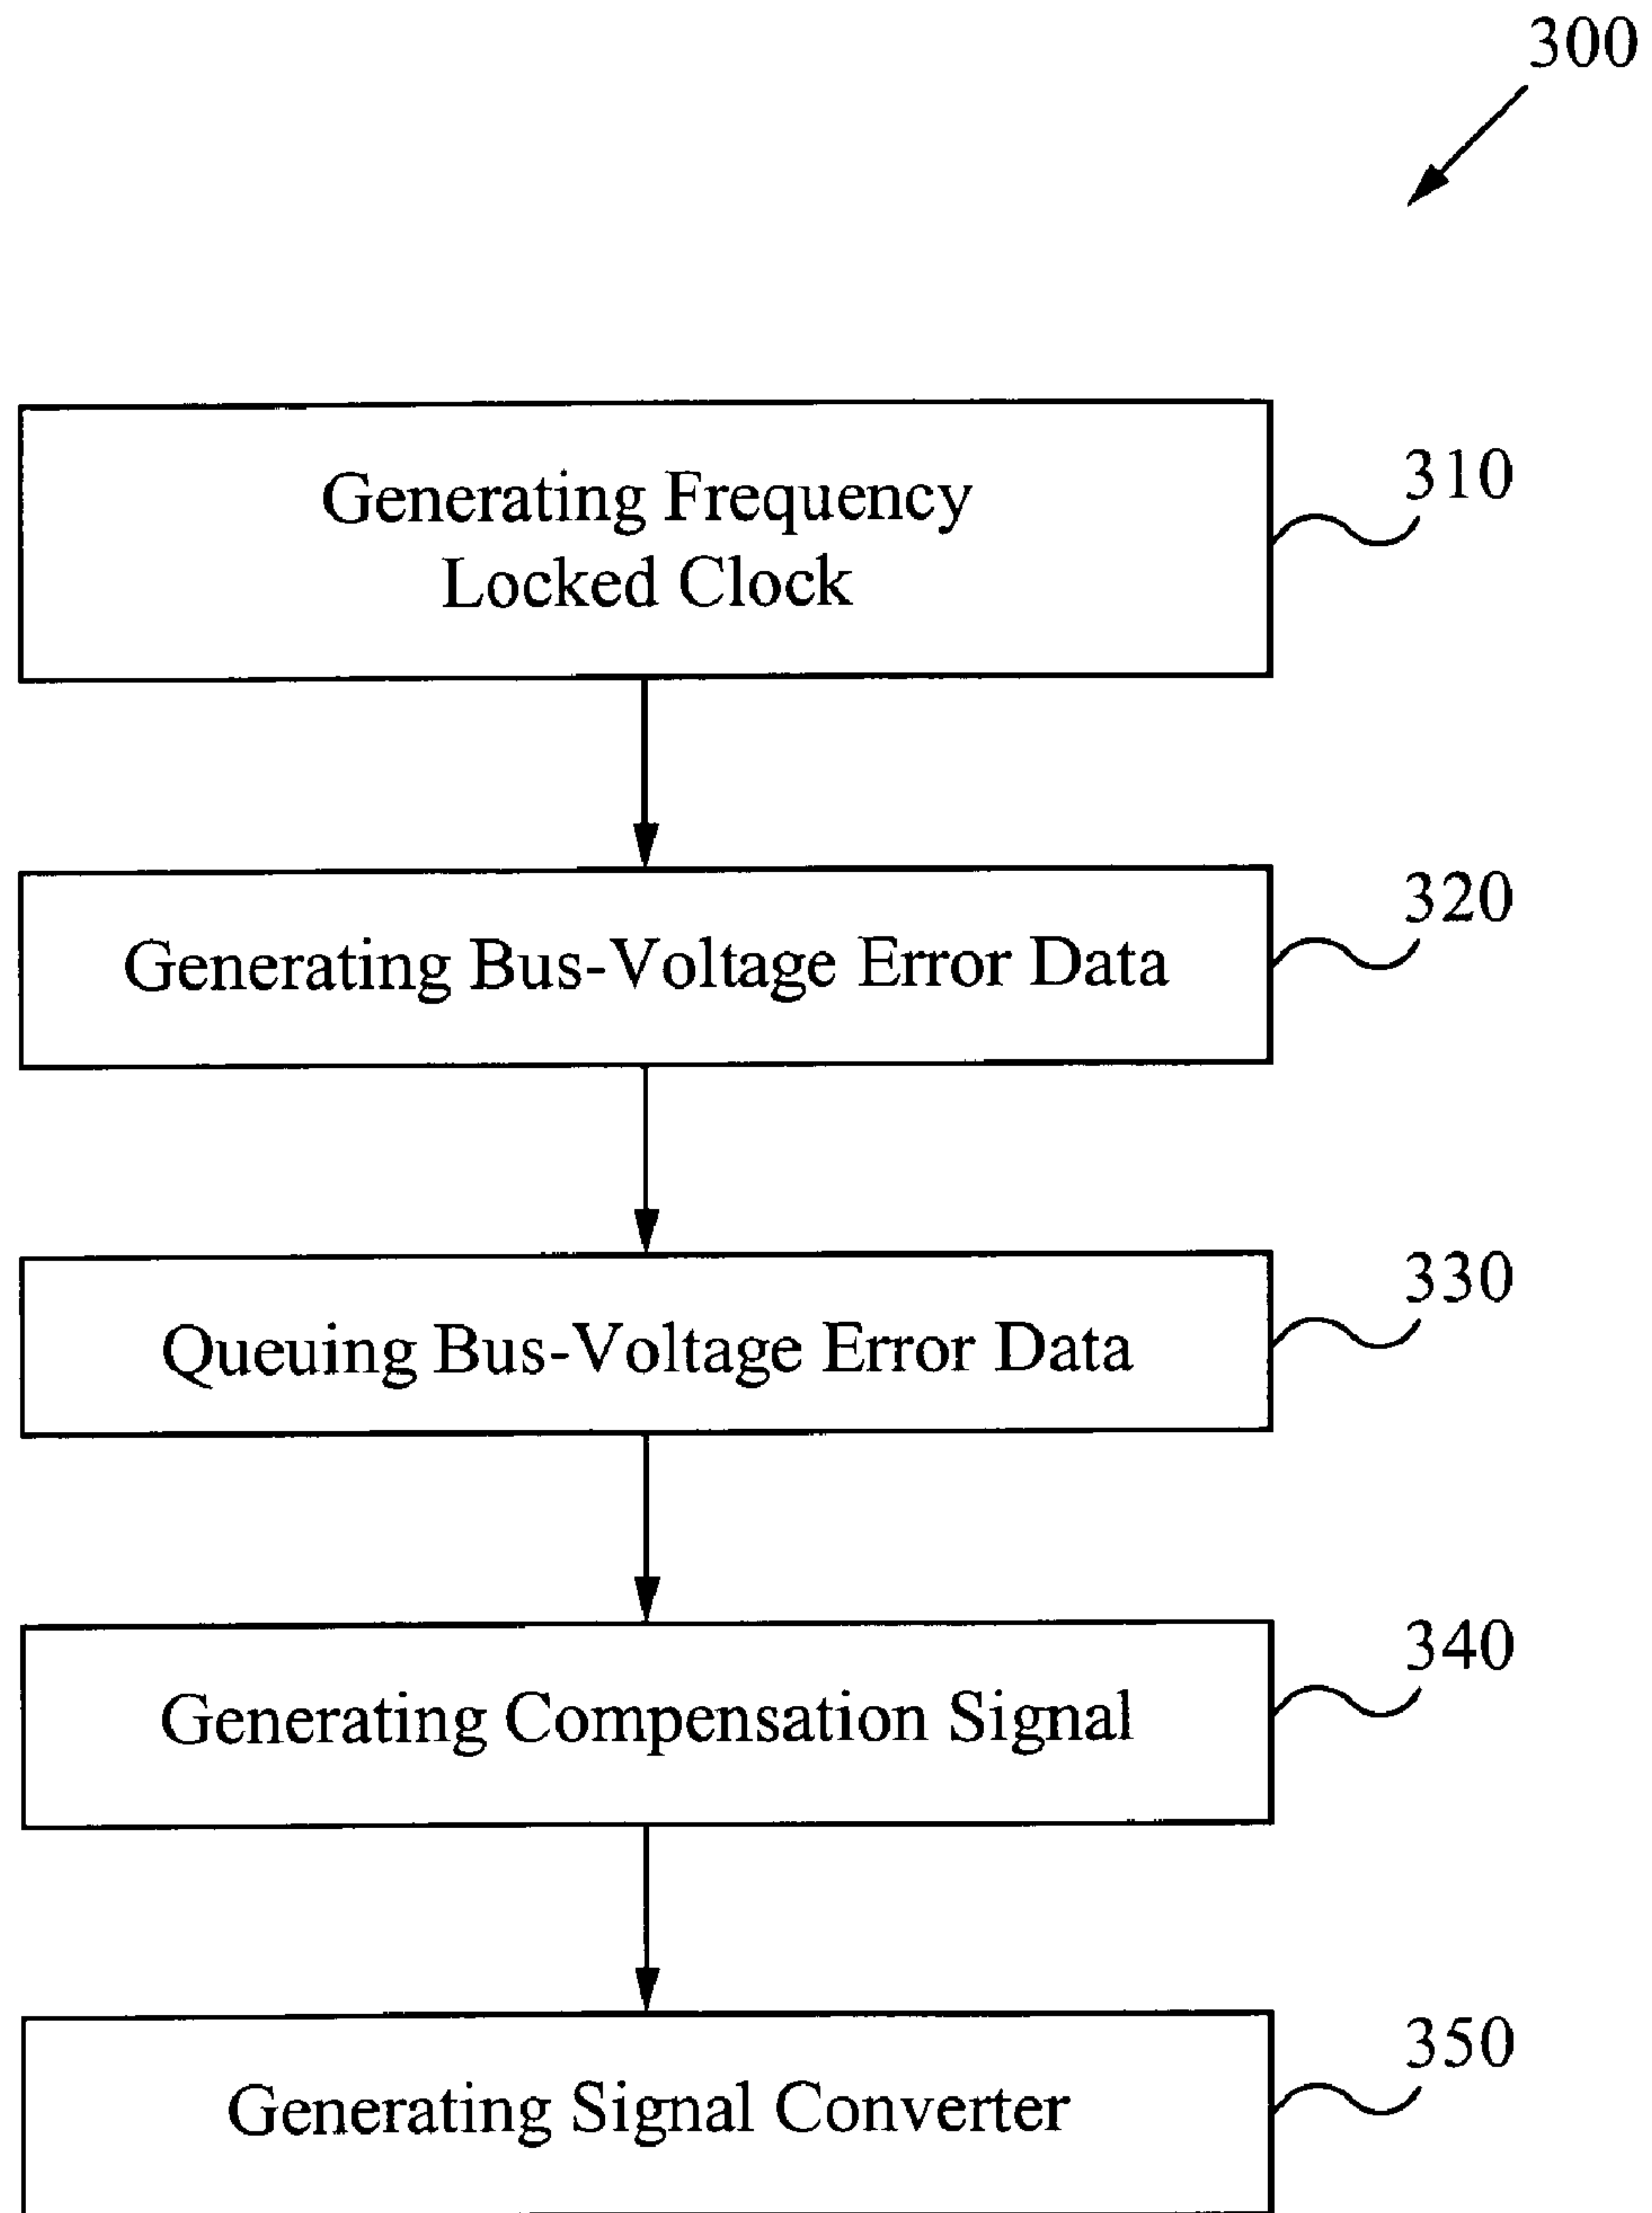 300
Generating Frequency
Locked Clock
310
Generating Bus-Voltage Error Data
320
Queuing Bus-Voltage Error Data
330
Generating Compensation Signal
340
Generating Signal Converter
350